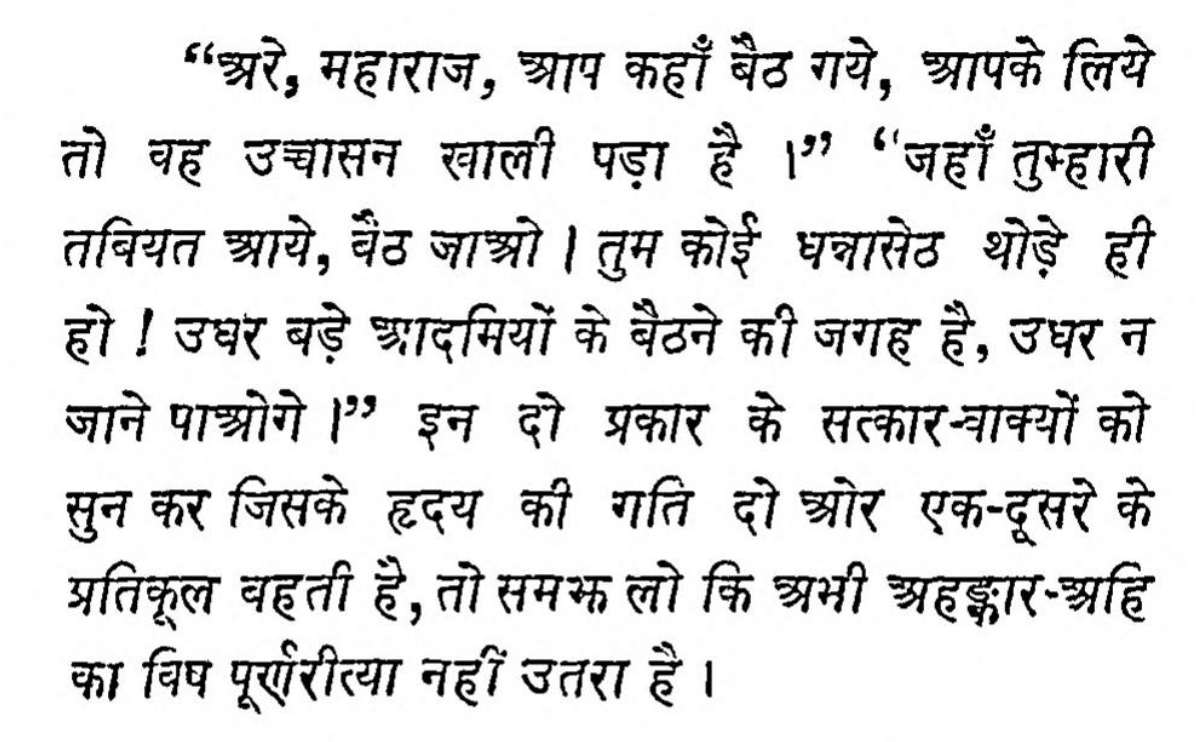 “अरे, महाराज, आप कहाँ बैठ गये, आपके लिये
तो वह उच्चासन खाली पड़ा है ।” “जहाँ तुम्हारी
तबियत आये, बैठ जाओ । तुम कोई धन्नासेठ थोड़े ही
हो ! उधर बड़े आदमियों के बैठने की जगह है, उधर न
जाने पाओगे ।” इन दो प्रकार के सत्कार-वाक्यों को
सुन कर जिसके हृदय की गति दो ओर एक-दूसरे के
प्रतिकूल बहती है, तो समझ लो कि अभी अहङ्कार-अहि
का विष पूर्णरीत्या नहीं उतरा है ।